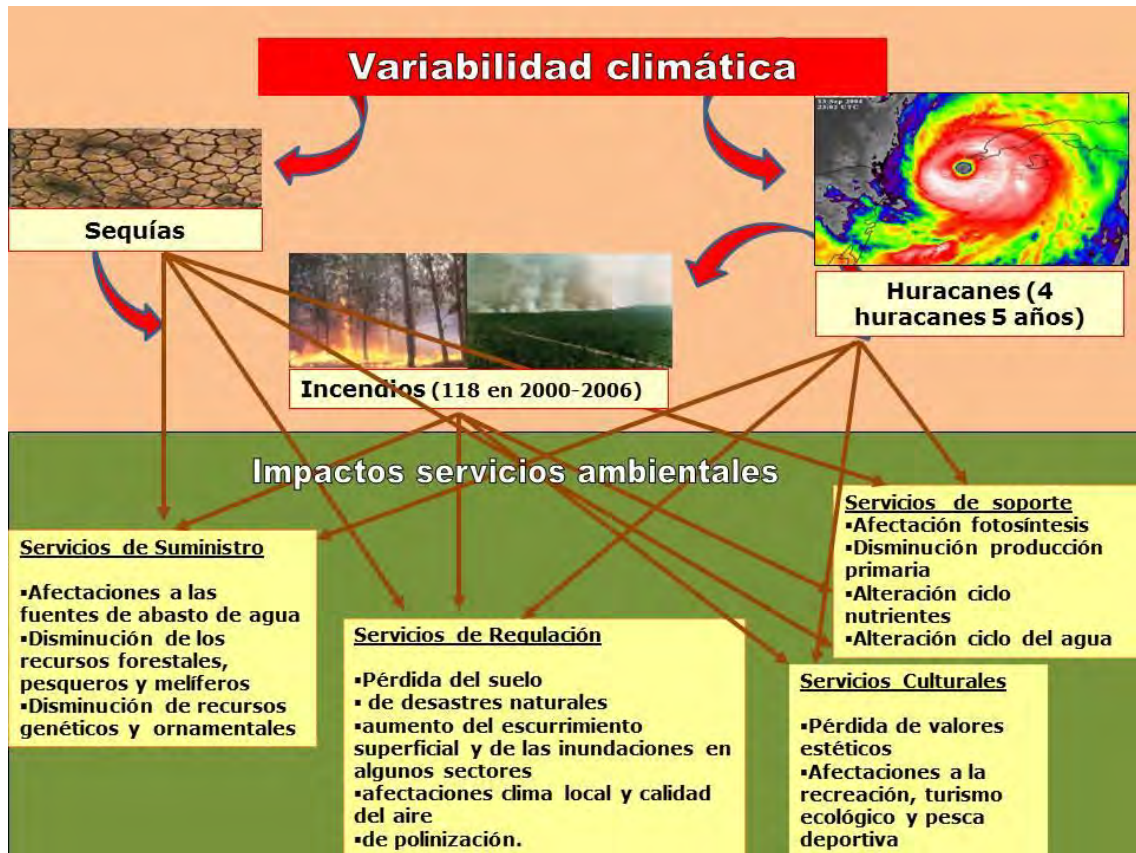 Variabilidad climática
23:02 UTC
Sequías
Huracanes (4
huracanes 5 años)
Incendios (118 en 2000-2006)
Impactos servicios ambientales
Servicios de Suministro
▪Afectaciones a las
fuentes de abasto de agua
▪Disminución de los
recursos forestales,
pesqueros y melíferos
▪Disminución de recursos
genéticos y ornamentales
Servicios de Regulación
▪Pérdida del suelo
▪ de desastres naturales
▪aumento del escurrimiento
superficial y de las inundaciones en
algunos sectores
▪afectaciones clima local y calidad
del aire
▪de polinización.
Servicios de soporte
▪Afectación fotosíntesis
▪Disminución producción
primaria
▪Alteración ciclo
nutrientes
▪Alteración ciclo del agua
Servicios Culturales
▪Pérdida de valores
estéticos
▪Afectaciones a la
recreación, turismo
ecológico y pesca
deportiva